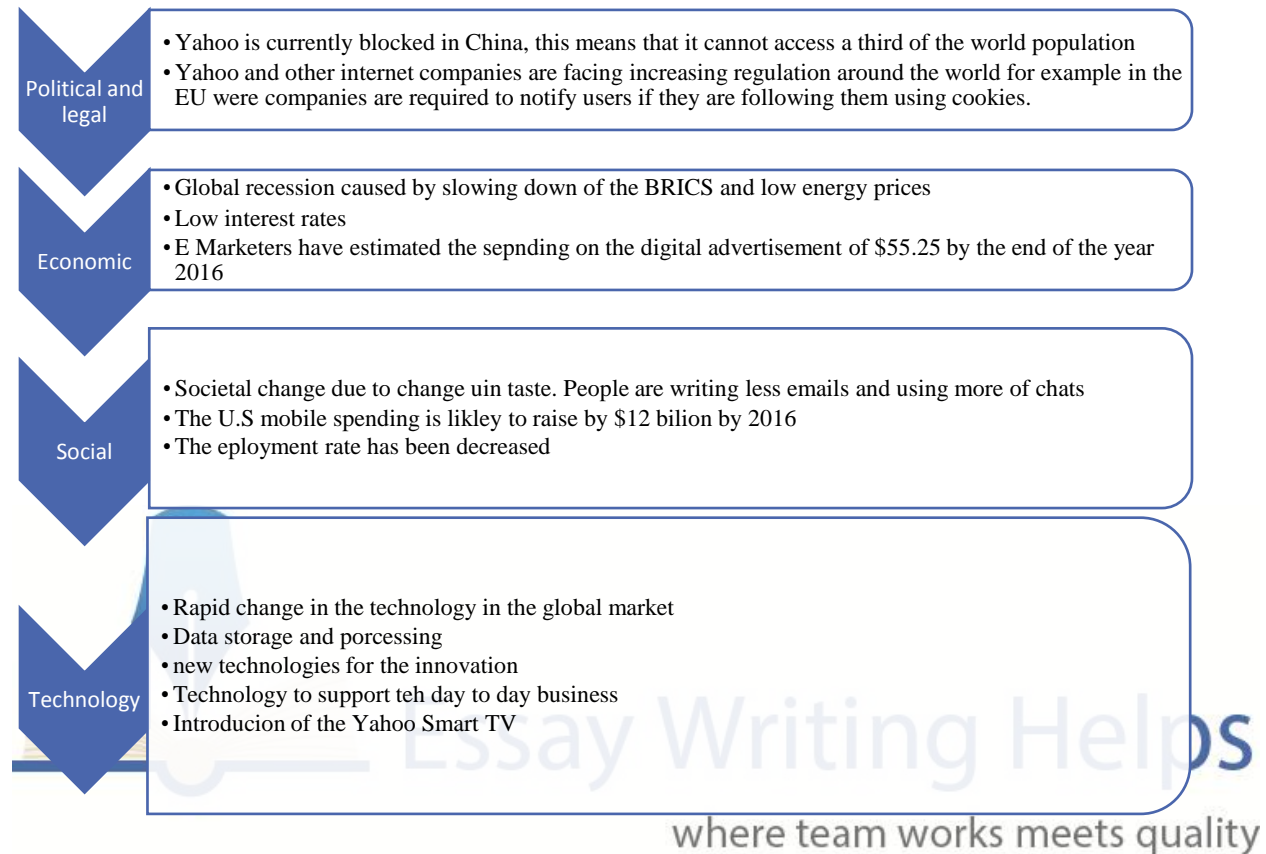 Political and
legal
• Yahoo is currently blocked in China, this means that it cannot access a third of the world population
• Yahoo and other internet companies are facing increasing regulation around the world for example in the
EU were companies are required to notify users if they are following them using cookies.
Economic
• Global recession caused by slowing down of the BRICS and low energy prices
• Low interest rates
• E Marketers have estimated the sepnding on the digital advertisement of $55.25 by the end of the year
2016
Social
• Societal change due to change uin taste. People are writing less emails and using more of chats
• The U.S mobile spending is likley to raise by $12 bilion by 2016
• The eployment rate has been decreased
Technology
• Rapid change in the technology in the global market
• Data storage and porcessing
• new technologies for the innovation
• Technology to support teh day to day business
• Introducion of the Yahoo Smart TV
Essay Writing Helps
where team works meets quality